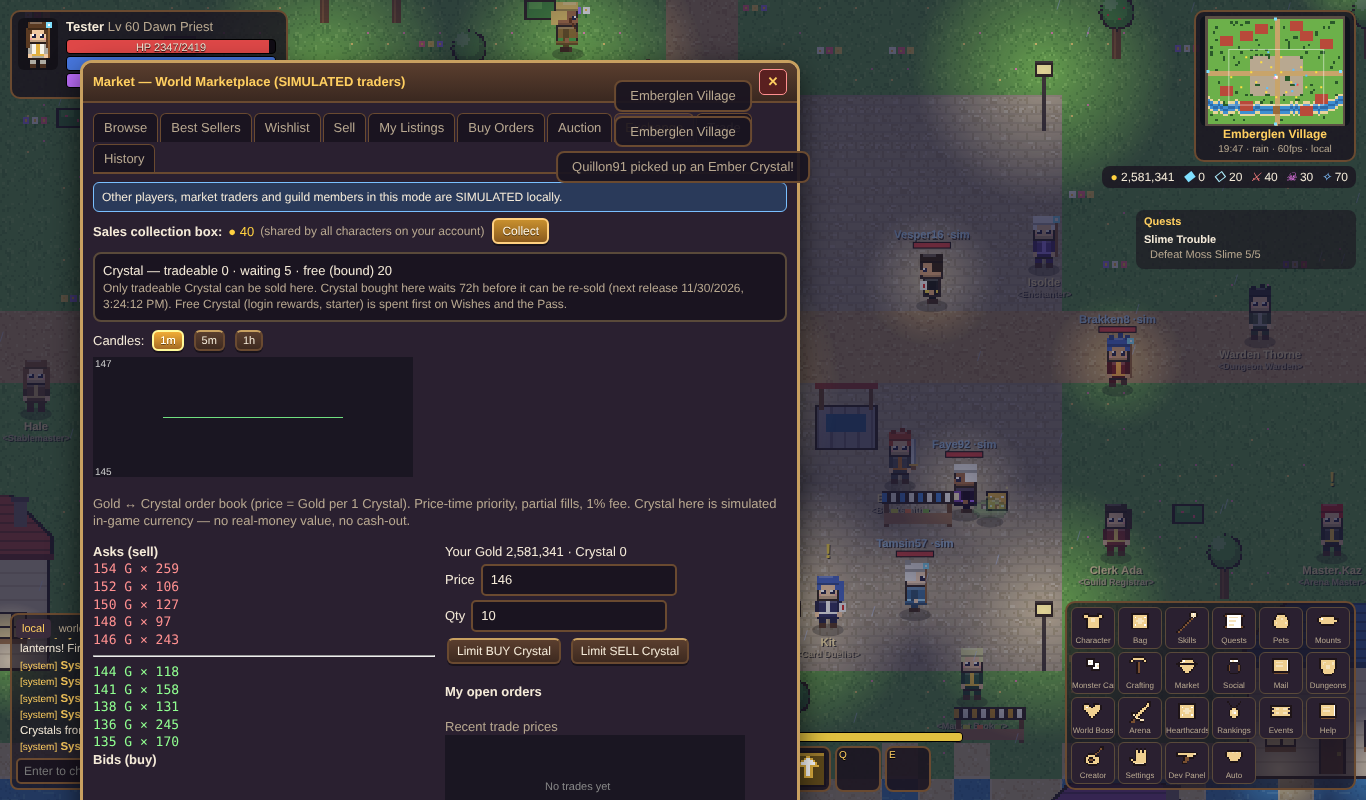 Tester Lv 60 Dawn Priest
HP 2347/2419
Market — World Marketplace (SIMULATED traders)
✕
Emberglen Village
Browse
Best Sellers
Wishlist
Sell
My Listings
Buy Orders
Auction
Emberglen Village
History
Quillon91 picked up an Ember Crystal!
Other players, market traders and guild members in this mode are SIMULATED locally.
Sales collection box: 40 (shared by all characters on your account)
Collect
Crystal — tradeable 0 · waiting 5 · free (bound) 20
Only tradeable Crystal can be sold here. Crystal bought here waits 72h before it can be re-sold (next release 11/30/2026,
3:24:12 PM). Free Crystal (login rewards, starter) is spent first on Wishes and the Pass.
Candles:
1m
5m
1h
147
145
Gold ↔ Crystal order book (price = Gold per 1 Crystal). Price-time priority, partial fills, 1% fee. Crystal here is simulated
in-game currency — no real-money value, no cash-out.
Asks (sell)
154 G × 259
152 G × 106
150 G × 127
148 G × 97
146 G × 243
144 G × 118
141 G × 158
138 G × 131
136 G × 245
135 G × 170
Bids (buy)
Your Gold 2,581,341 · Crystal 0
Price 146
Qty 10
Limit BUY Crystal
Limit SELL Crystal
My open orders
Recent trade prices
No trades yet
Emberglen Village
19:47 · rain · 60fps · local
2,581,341 0 20 40 30 70
Quests
Slime Trouble
Defeat Moss Slime 5/5
Vesper16 ·sim
Isolde
<Enchanter>
Brakken8 ·sim
Warden Thorne
<Dungeon Warden>
Hale
<Stablemaster>
Faye92 ·sim
Tamsin57 ·sim
!
Kit
<Card Duelist>
Clerk Ada
<Guild Registrar>
!
Master Kaz
<Arena Master>
local
[system]
[system]
[system]
[system]
[system]
Enter to ch
Q
E
Character
Bag
Skills
Quests
Pets
Mounts
Monster Ca
Crafting
Market
Social
Mail
Dungeons
World Boss
Arena
Hearthcards
Rankings
Events
Help
Creator
Settings
Dev Panel
Auto